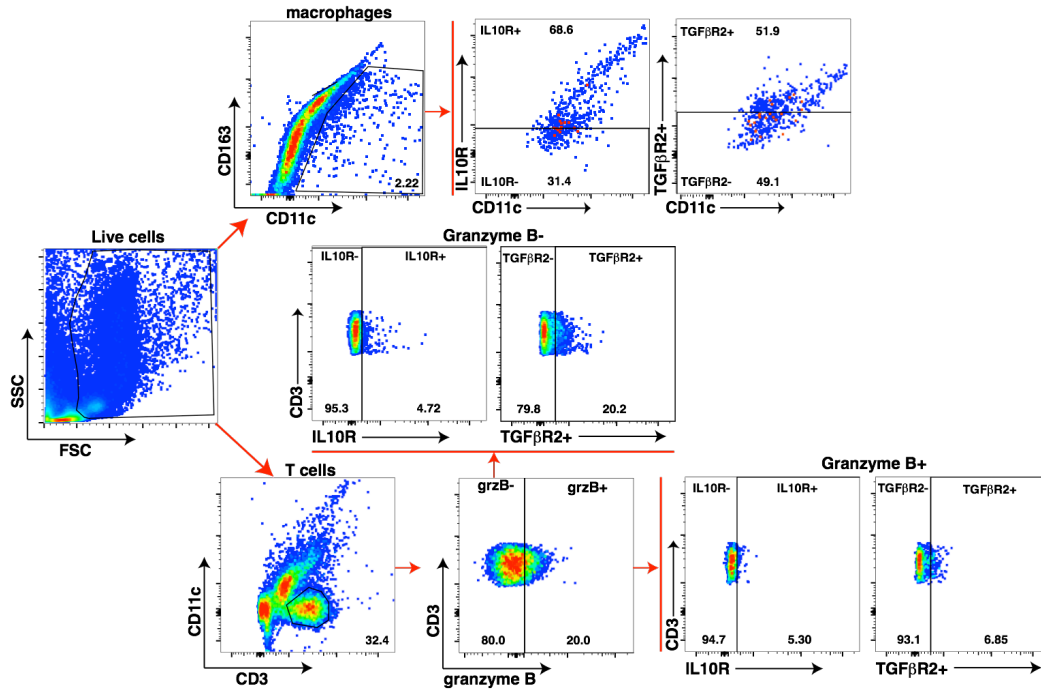 macrophages
CD163
2.22
CD11c
IL10R+ 68.6
IL10R
IL10R- 31.4
CD11c
TGFβR2+ 51.9
TGFβR2+
TGFβR2- 49.1
CD11c
Live cells
SSC
FSC
Granzyme B-
IL10R- IL10R+
CD3
95.3 4.72
IL10R
TGFβR2- TGFβR2+
79.8 20.2
TGFβR2+
T cells
CD11c
32.4
CD3
grzB- grzB+
CD3
80.0 20.0
granzyme B
Granzyme B+
IL10R- IL10R+
CD3
94.7 5.30
IL10R
TGFβR2- TGFβR2+
93.1 6.85
TGFβR2+